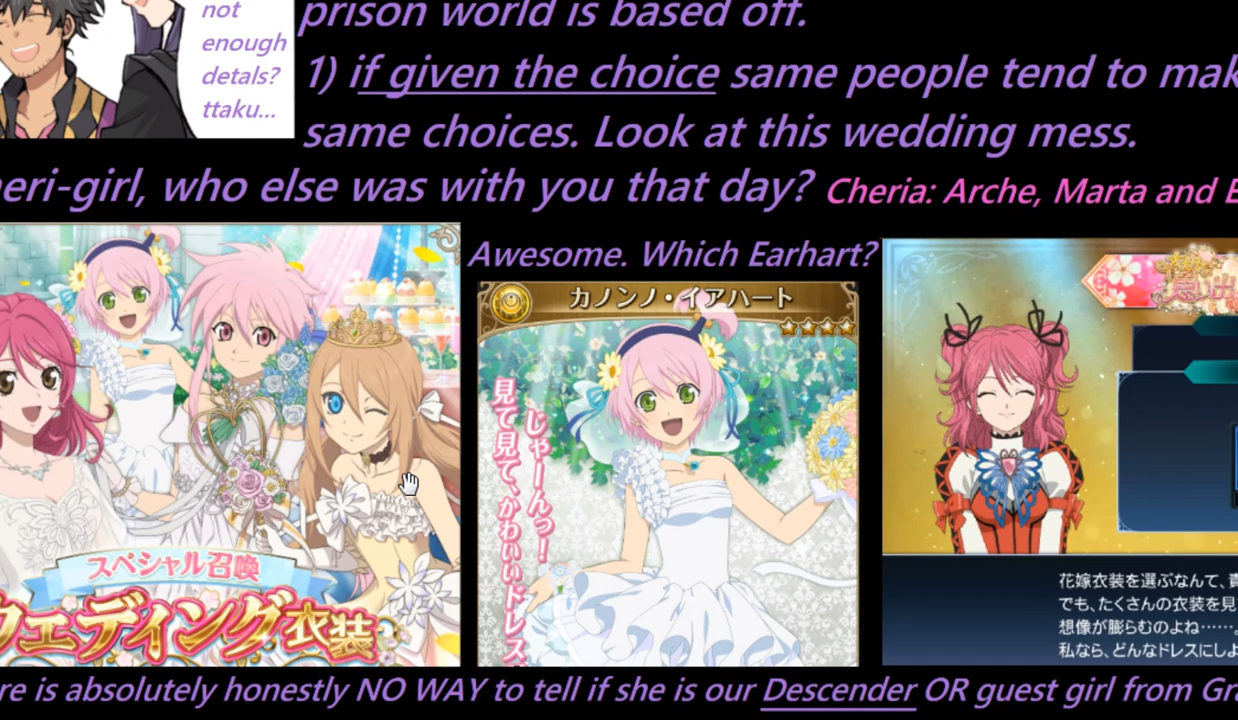 not
enough
detals?
ttaku...
prison world is based off.
1) if given the choice same people tend to mak
same choices. Look at this wedding mess.
eri-girl, who else was with you that day? Cheria: Arche, Marta and E
Awesome. Which Earhart?
カノンノ・イアハート
じゃーんっ!
見て見て、かわいいドレス
スペシャル召喚
ウェディング衣装
花嫁衣装を選ぶなんて、責
でも、たくさんの衣装を見
想像が膨らむのよね……。
私なら、どんなドレスにしよ
re is absolutely honestly NO WAY to tell if she is our Descender OR guest girl from Gra